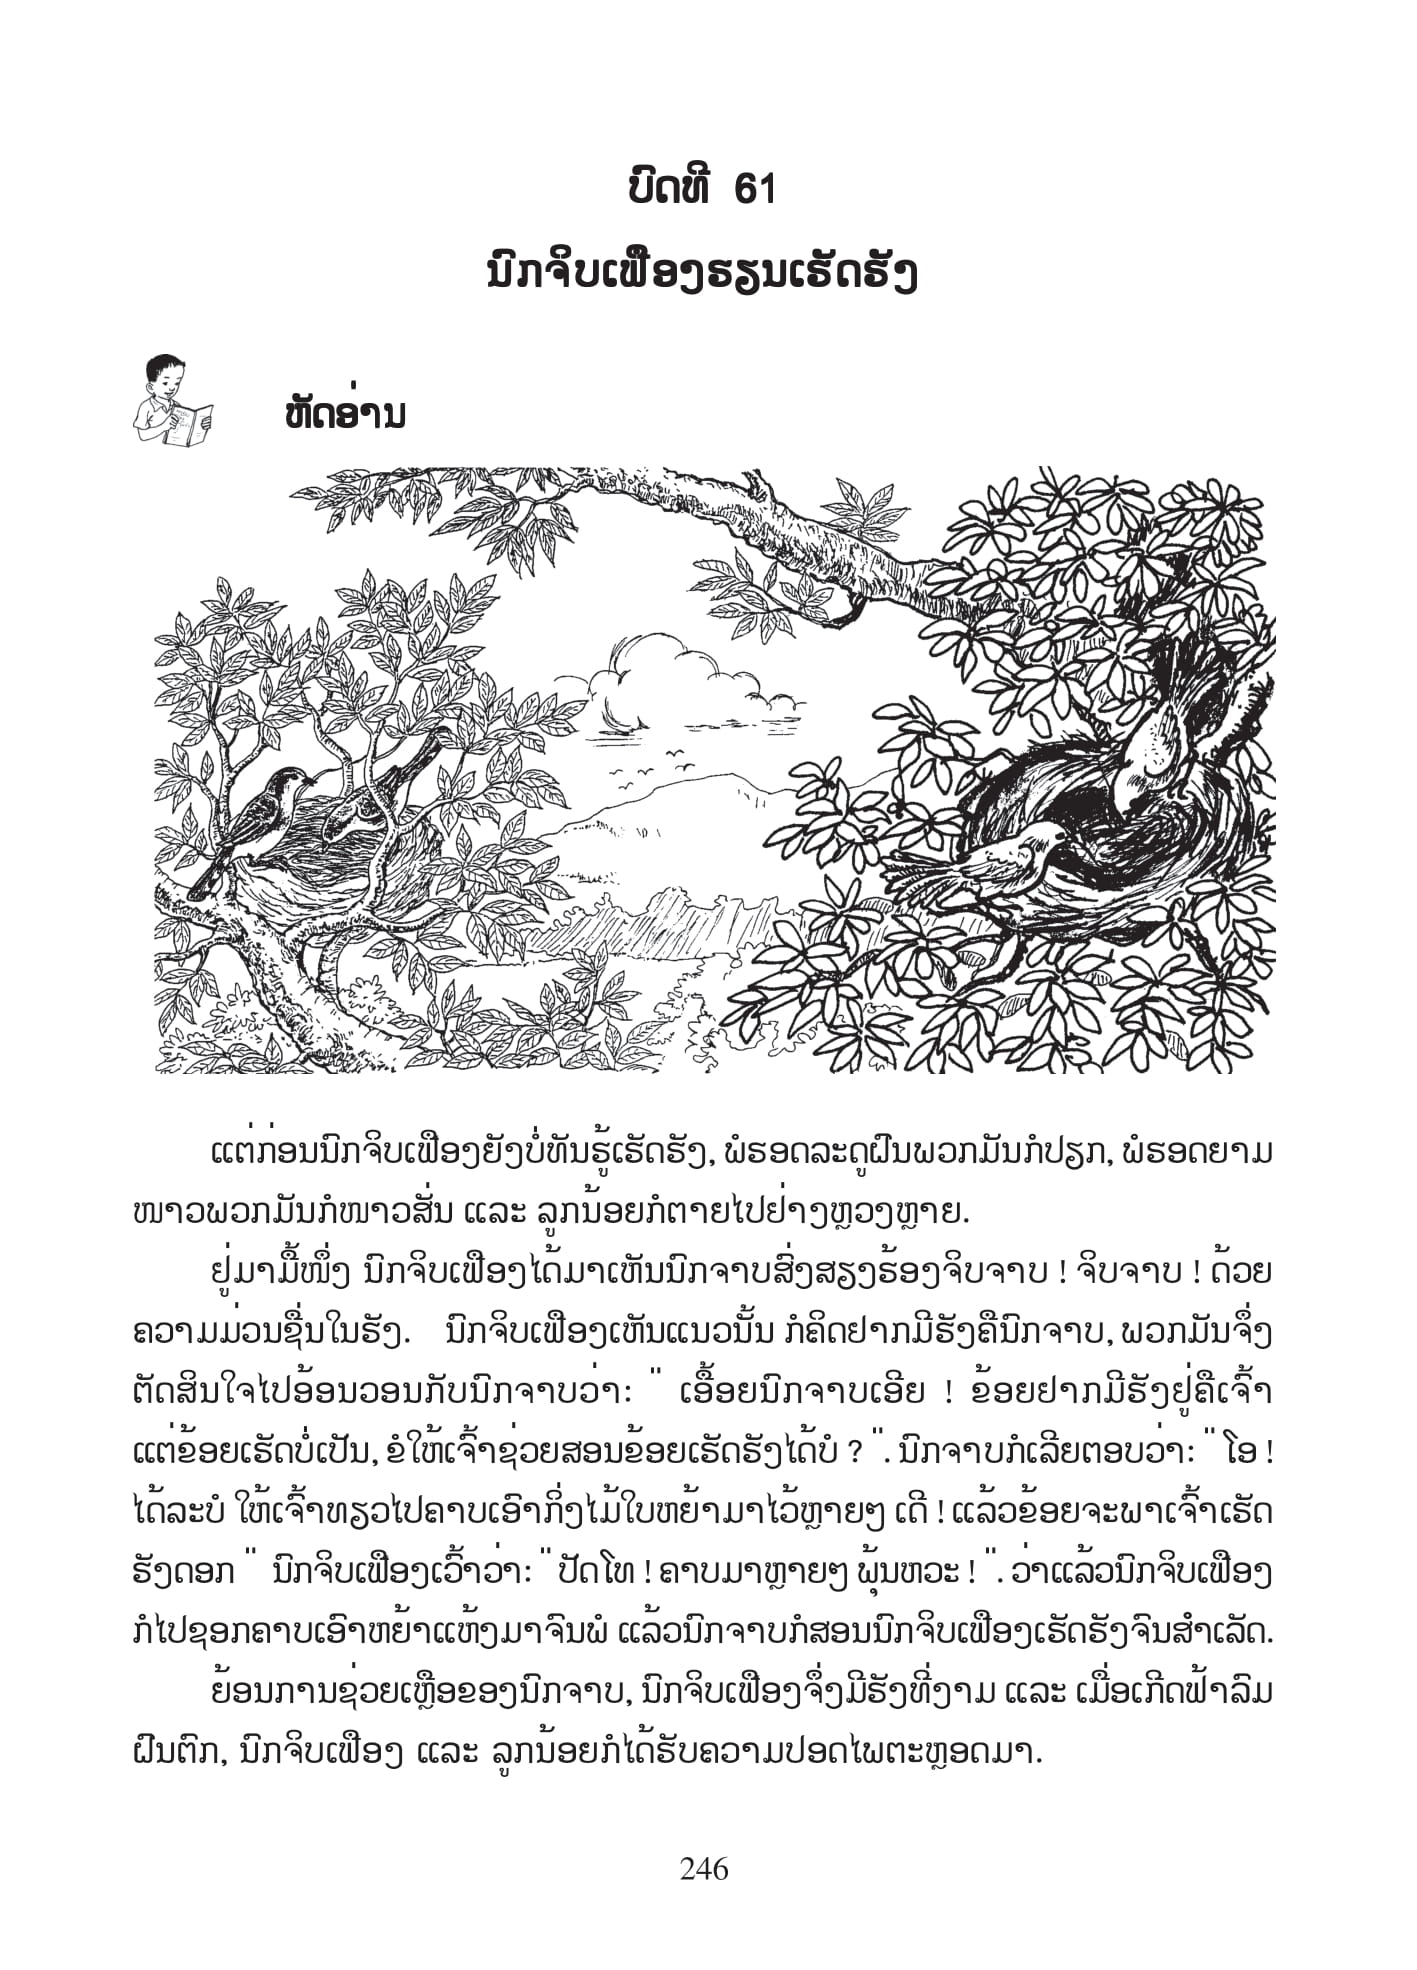 ບົດທີ 61
ນົກຈິບເຟືອງຮຽນເຮັດຮັງ
ຫັດອ່ານ
ແຕ່ກ່ອນນົກຈິບເຟືອງຍັງບໍ່ທັນຮູ້ເຮັດຮັງ, ພໍຮອດລະດູຝົນພວກມັນກໍປຽກ, ພໍຮອດຍາມ
ໜາວພວກມັນກໍໜາວສັ່ນ ແລະ ລູກນ້ອຍກໍຕາຍໄປຢ່າງຫຼວງຫຼາຍ.
ຢູ່ມາມື້ໜຶ່ງ ນົກຈິບເຟືອງໄດ້ມາເຫັນນົກຈາບສົ່ງສຽງຮ້ອງຈິບຈາບ ! ຈິບຈາບ ! ດ້ວຍ
ຄວາມມ່ວນຊື່ນໃນຮັງ. ນົກຈິບເຟືອງເຫັນແນວນັ້ນ ກໍຄິດຢາກມີຮັງຄືນົກຈາບ, ພວກມັນຈຶ່ງ
ຕັດສິນໃຈໄປອ້ອນວອນກັບນົກຈາບວ່າ: " ເອື້ອຍນົກຈາບເອີຍ ! ຂ້ອຍຢາກມີຮັງຢູ່ຄືເຈົ້າ
ແຕ່ຂ້ອຍເຮັດບໍ່ເປັນ, ຂໍໃຫ້ເຈົ້າຊ່ວຍສອນຂ້ອຍເຮັດຮັງໄດ້ບໍ ? ". ນົກຈາບກໍເລີຍຕອບວ່າ: " ໂອ !
ໄດ້ລະບໍ ໃຫ້ເຈົ້າທຽວໄປຄາບເອົາກິ່ງໄມ້ໃບຫຍ້າມາໄວ້ຫຼາຍໆ ເດີ ! ແລ້ວຂ້ອຍຈະພາເຈົ້າເຮັດ
ຮັງດອກ " ນົກຈິບເຟືອງເວົ້າວ່າ: " ປັດໂທ ! ຄາບມາຫຼາຍໆ ພຸ້ນຫວະ ! ". ວ່າແລ້ວນົກຈິບເຟືອງ
ກໍໄປຊອກຄາບເອົາຫຍ້າແຫ້ງມາຈົນພໍ ແລ້ວນົກຈາບກໍສອນນົກຈິບເຟືອງເຮັດຮັງຈົນສຳເລັດ.
ຍ້ອນການຊ່ວຍເຫຼືອຂອງນົກຈາບ, ນົກຈິບເຟືອງຈຶ່ງມີຮັງທີ່ງາມ ແລະ ເມື່ອເກີດຟ້າລົມ
ຝົນຕົກ, ນົກຈິບເຟືອງ ແລະ ລູກນ້ອຍກໍໄດ້ຮັບຄວາມປອດໄພຕະຫຼອດມາ.
246